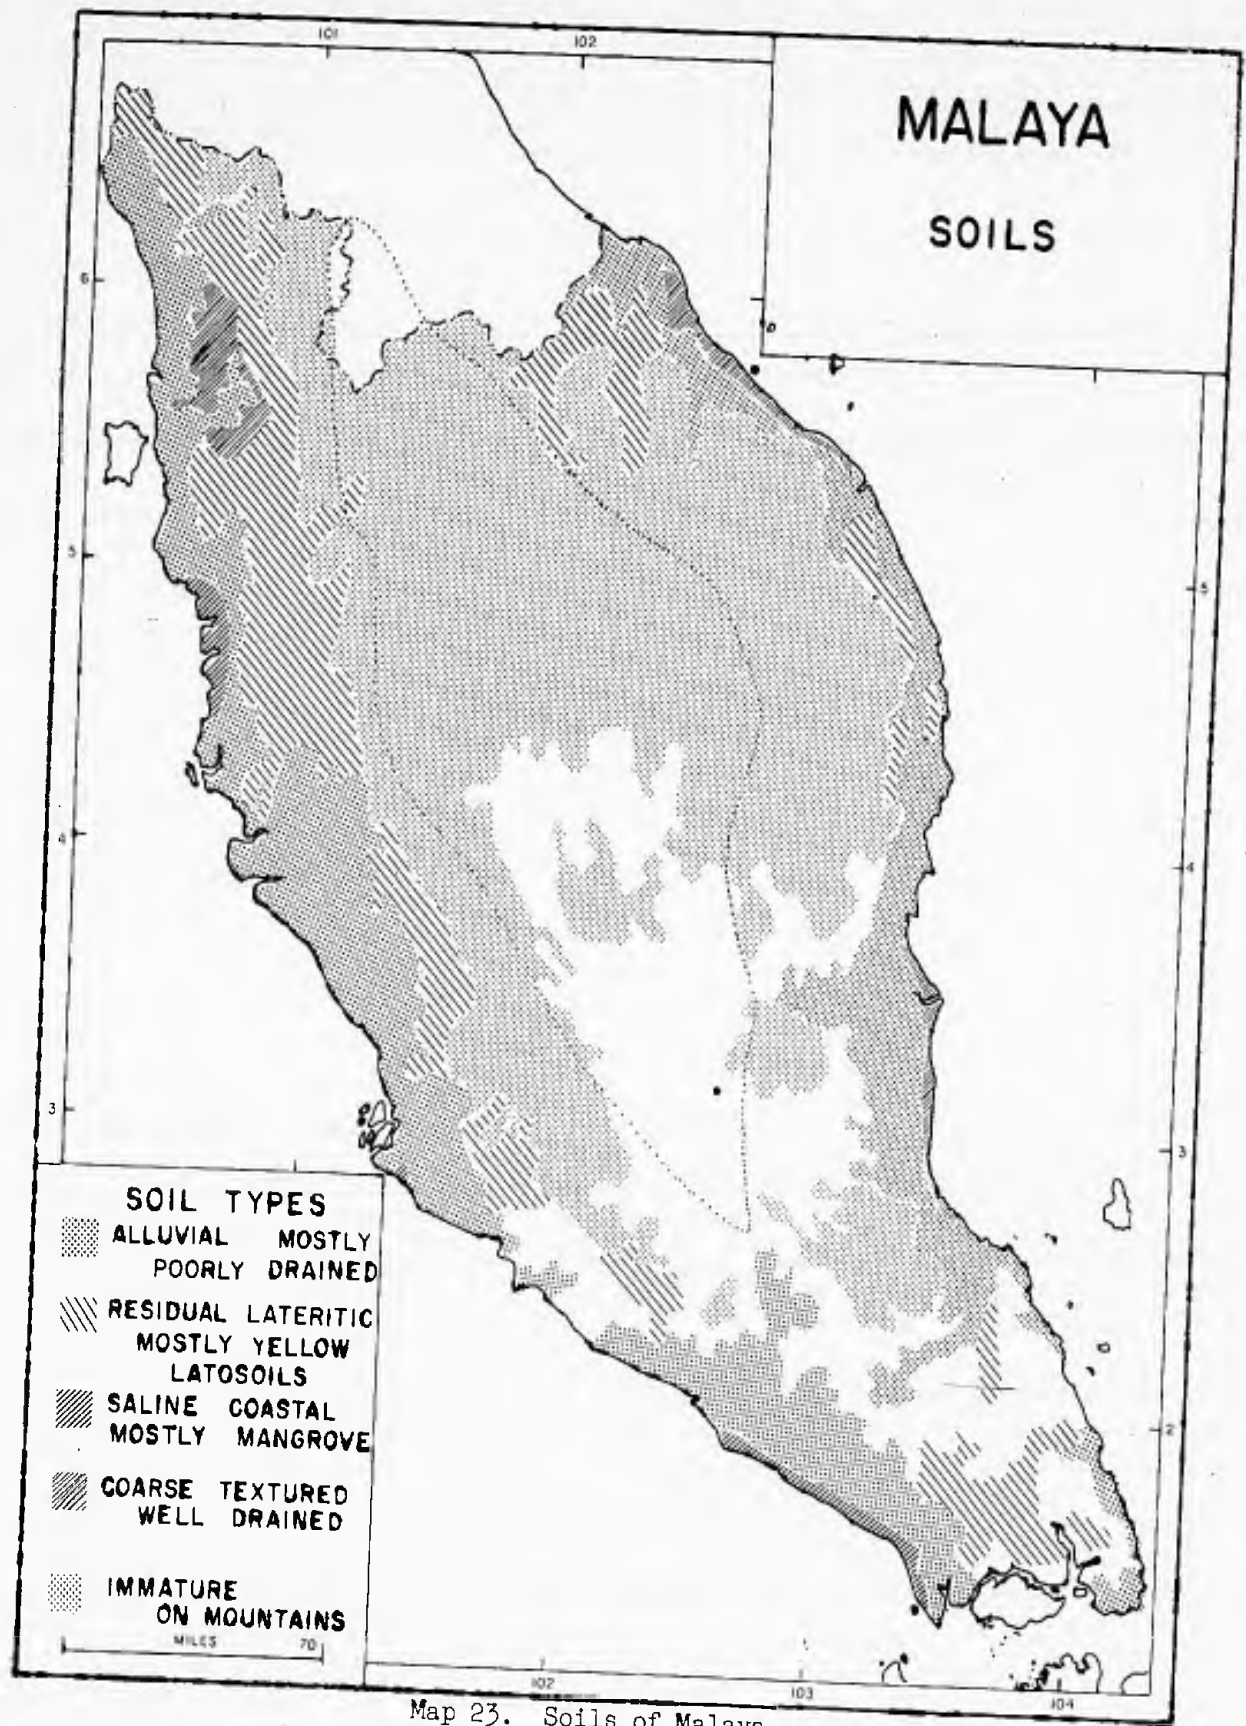 101
102
MALAYA
SOILS
6
5
5
4
4
3
3
2
SOIL TYPES
ALLUVIAL MOSTLY
POORLY DRAINED
RESIDUAL LATERITIC
MOSTLY YELLOW
LATOSOILS
SALINE COASTAL
MOSTLY MANGROVE
COARSE TEXTURED
WELL DRAINED
IMMATURE
ON MOUNTAINS
MILES 70
102
103
104
Map 23. Soils of Malaya